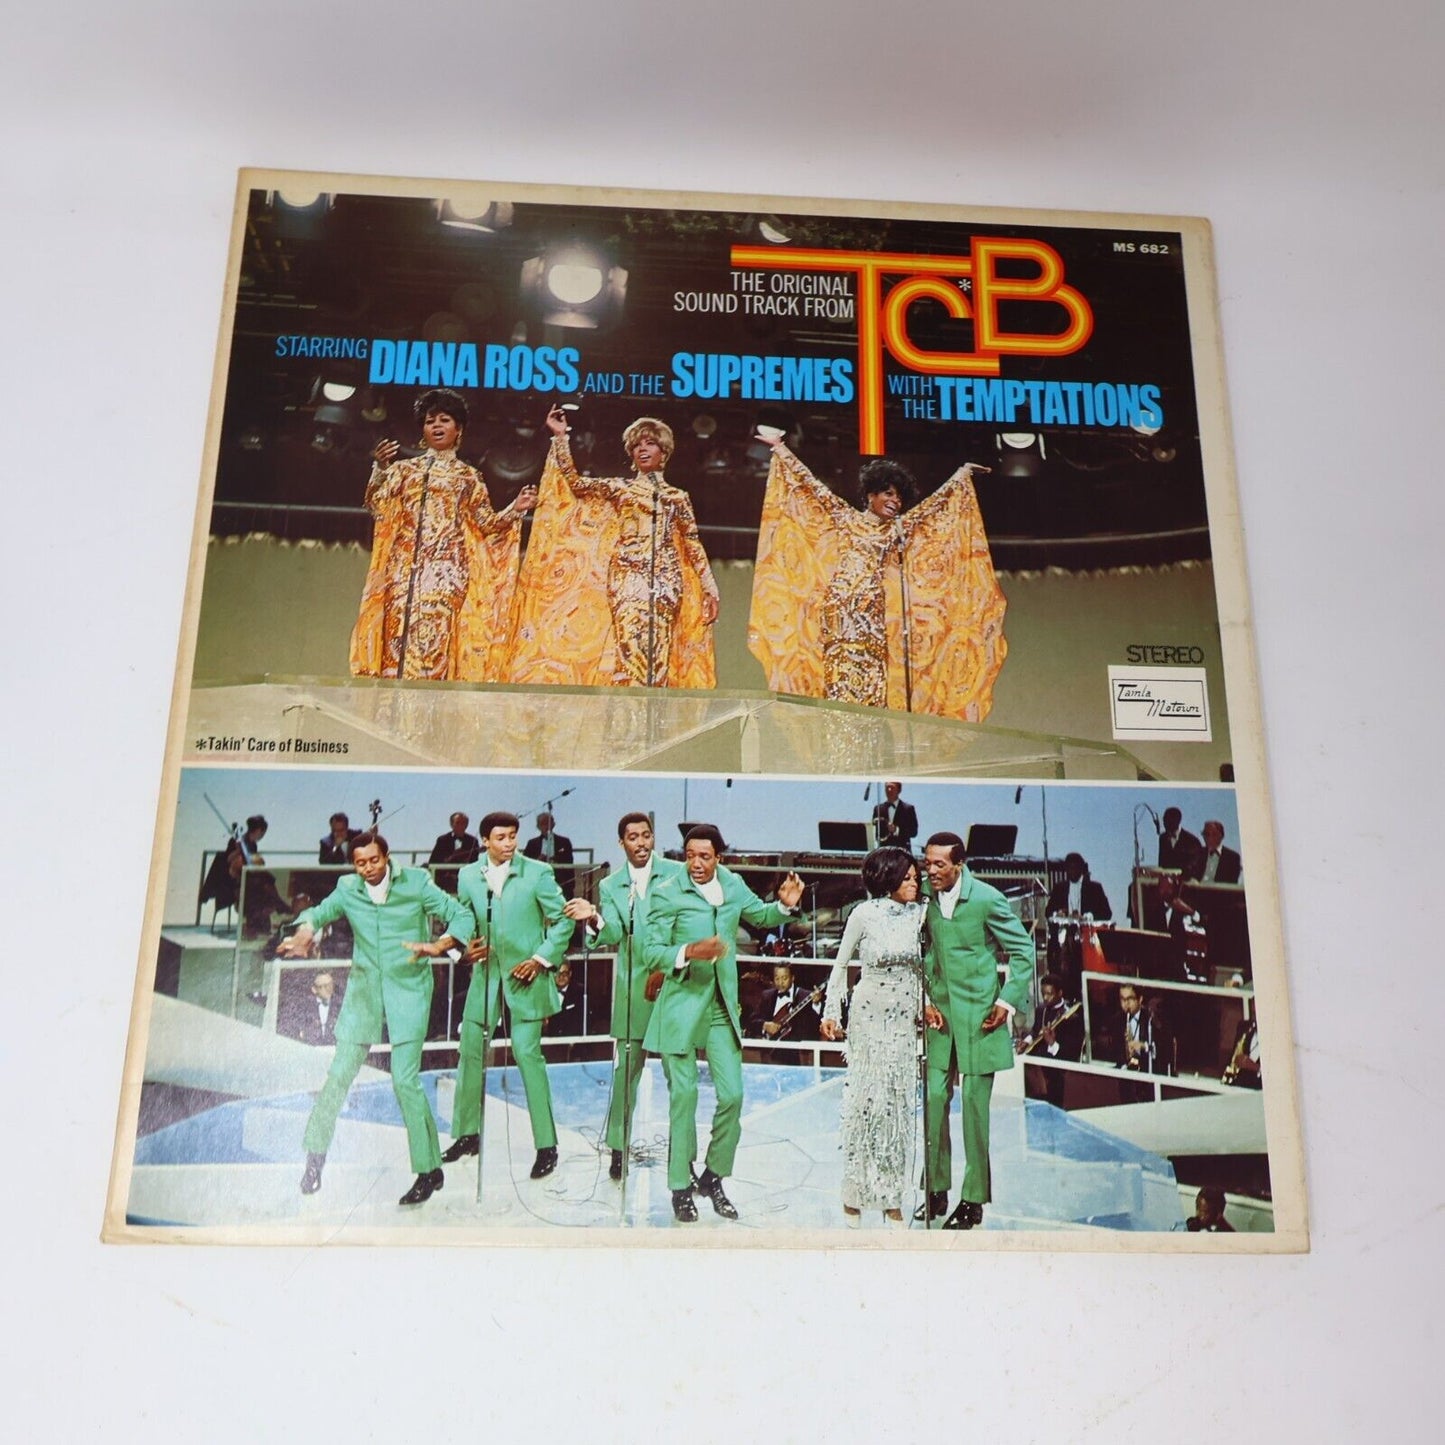 MS 682
THE ORIGINAL
SOUND TRACK FROM
TC*B
STARRING DIANA ROSS AND THE SUPREMES WITH
THE TEMPTATIONS
STEREO
Tamla
Motown
*Takin' Care of Business